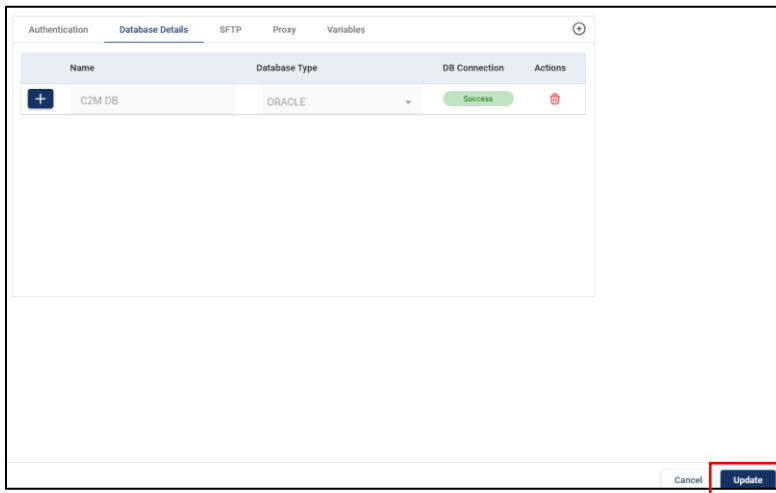 Authentication Database Details SFTP Proxy Variables
Name Database Type DB Connection Actions
C2M DB ORACLE Success
Cancel Update